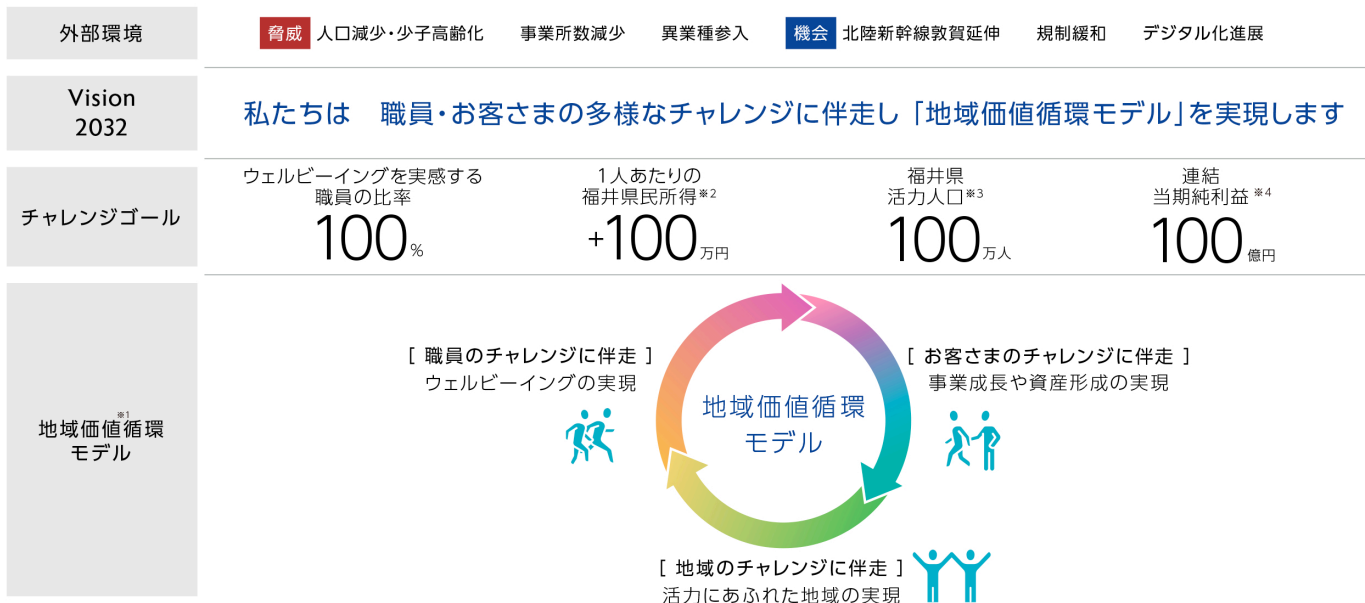 外部環境
脅威 人口減少・少子高齢化 事業所数減少 異業種参入 機会 北陸新幹線敦賀延伸 規制緩和 デジタル化進展
Vision
2032
私たちは 職員・お客さまの多様なチャレンジに伴走し「地域価値循環モデル」を実現します
チャレンジゴール
ウェルビーイングを実感する
職員の比率
100%
1人あたりの
福井県民所得※2
+100万円
福井県
活力人口※3
100万人
連結
当期純利益※4
100億円
※1
地域価値循環
モデル
[ 職員のチャレンジに伴走 ]
ウェルビーイングの実現
地域価値循環
モデル
[ お客さまのチャレンジに伴走 ]
事業成長や資産形成の実現
[ 地域のチャレンジに伴走 ]
活力にあふれた地域の実現